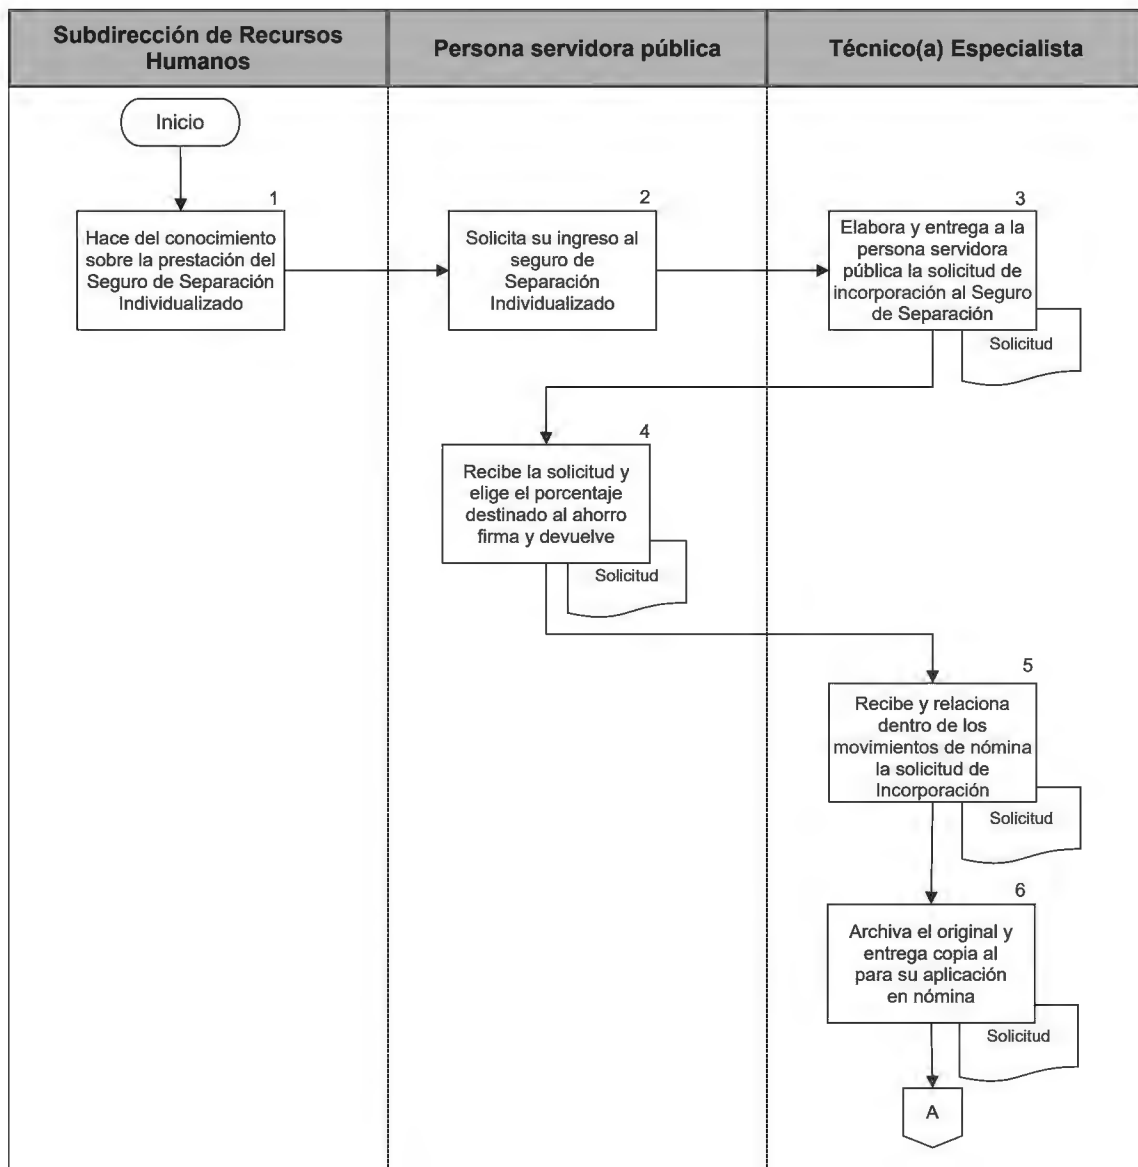 Subdirección de Recursos
Humanos
Persona servidora pública
Técnico(a) Especialista
Inicio
1
Hace del conocimiento
sobre la prestación del
Seguro de Separación
Individualizado
2
Solicita su ingreso al
seguro de
Separación
Individualizado
3
Elabora y entrega a la
persona servidora
pública la solicitud de
incorporación al Seguro
de Separación
Solicitud
4
Recibe la solicitud y
elige el porcentaje
destinado al ahorro
firma y devuelve
Solicitud
5
Recibe y relaciona
dentro de los
movimientos de nómina
la solicitud de
Incorporación
Solicitud
6
Archiva el original y
entrega copia al
para su aplicación
en nómina
Solicitud
A